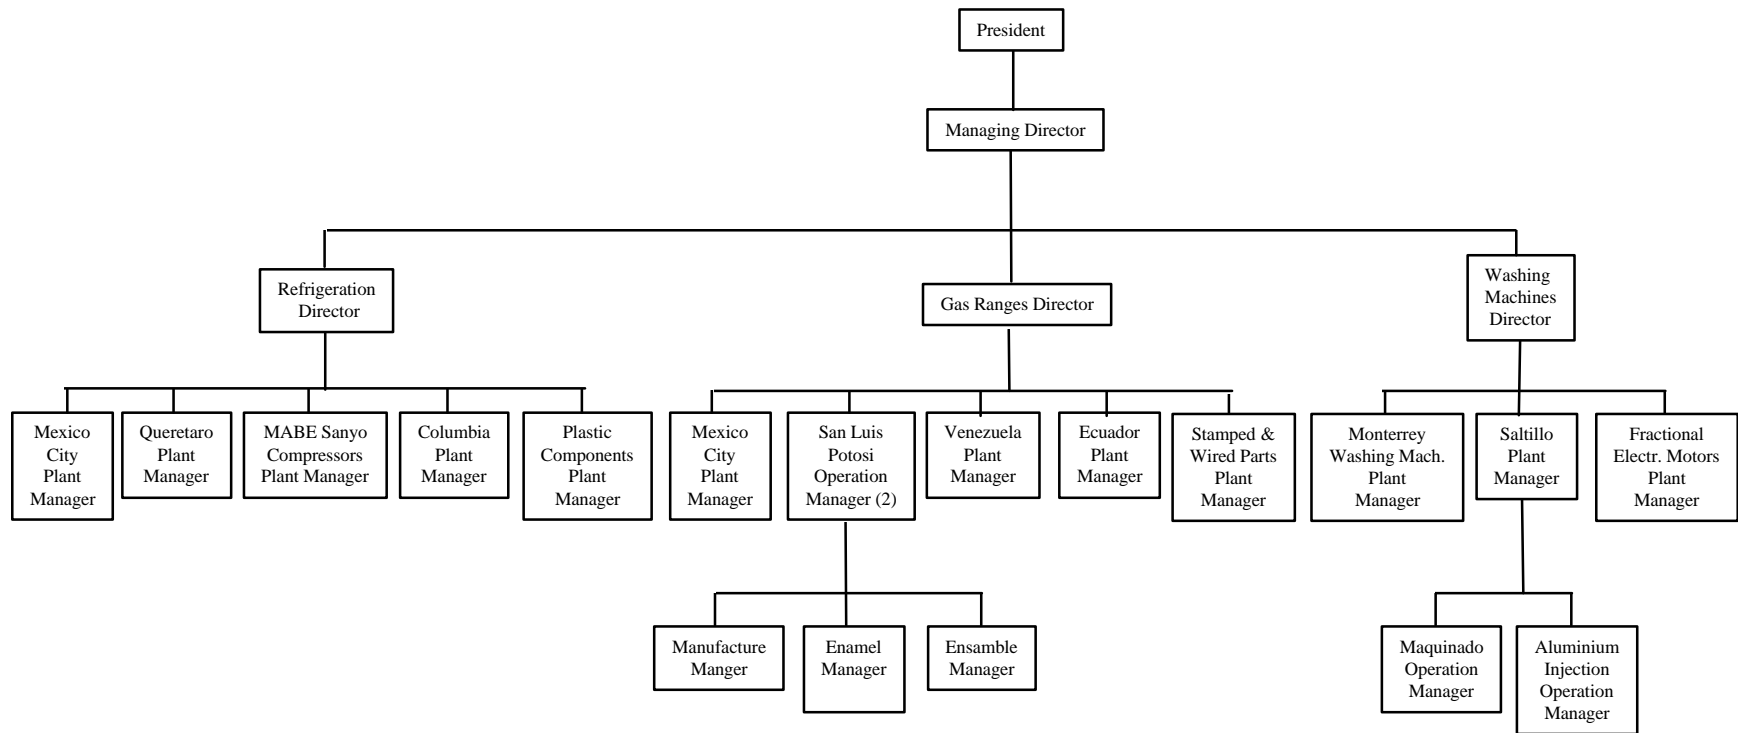 President
Managing Director
Refrigeration
Director
Gas Ranges Director
Washing
Machines
Director
Mexico
City
Plant
Manager
Queretaro
Plant
Manager
MABE Sanyo
Compressors
Plant Manager
Columbia
Plant
Manager
Plastic
Components
Plant
Manager
Mexico
City
Plant
Manager
San Luis
Potosi
Operation
Manager (2)
Venezuela
Plant
Manager
Ecuador
Plant
Manager
Stamped &
Wired Parts
Plant
Manager
Monterrey
Washing Mach.
Plant
Manager
Saltillo
Plant
Manager
Fractional
Electr. Motors
Plant
Manager
Manufacture
Manger
Enamel
Manager
Ensamble
Manager
Maquinado
Operation
Manager
Aluminium
Injection
Operation
Manager